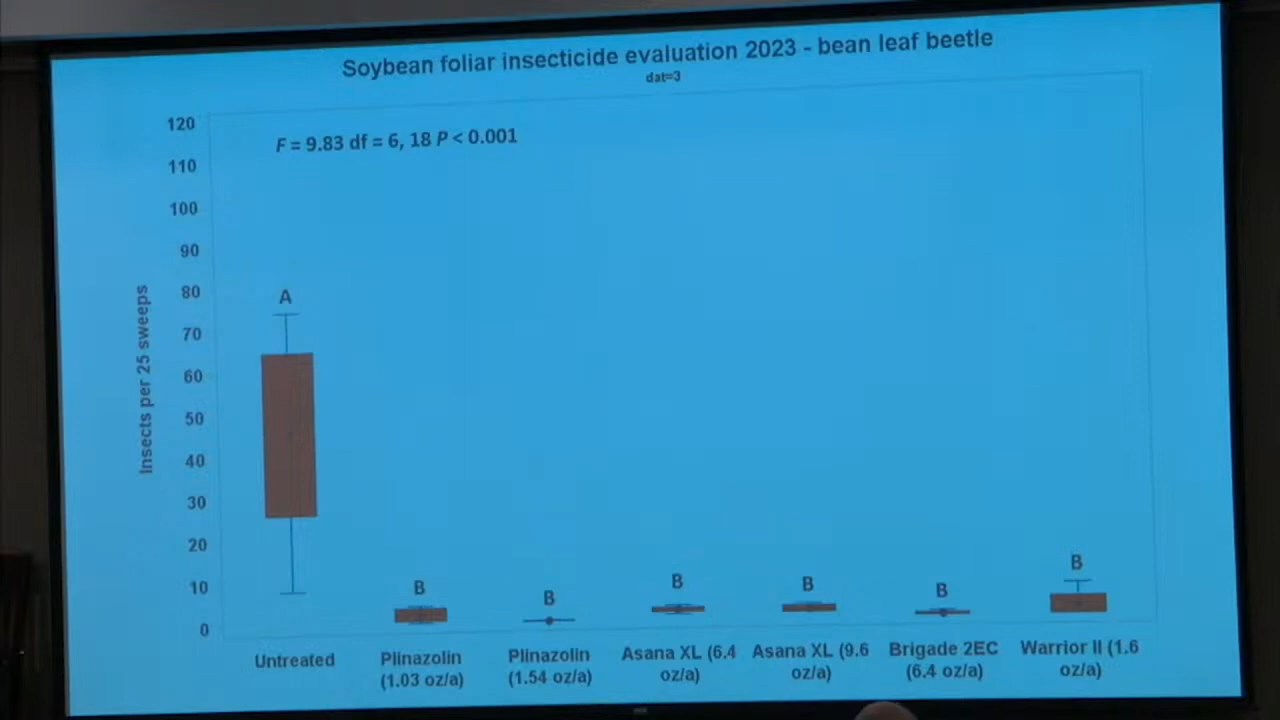 Soybean foliar insecticide evaluation 2023 - bean leaf beetle
dat=3
F = 9.83 df = 6, 18 P < 0.001
Insects per 25 sweeps
120
110
100
90
80
70
60
50
40
30
20
10
0
A
B
B
B
B
B
B
Untreated
Plinazolin
(1.03 oz/a)
Plinazolin
(1.54 oz/a)
Asana XL (6.4
oz/a)
Asana XL (9.6
oz/a)
Brigade 2EC
(6.4 oz/a)
Warrior II (1.6
oz/a)